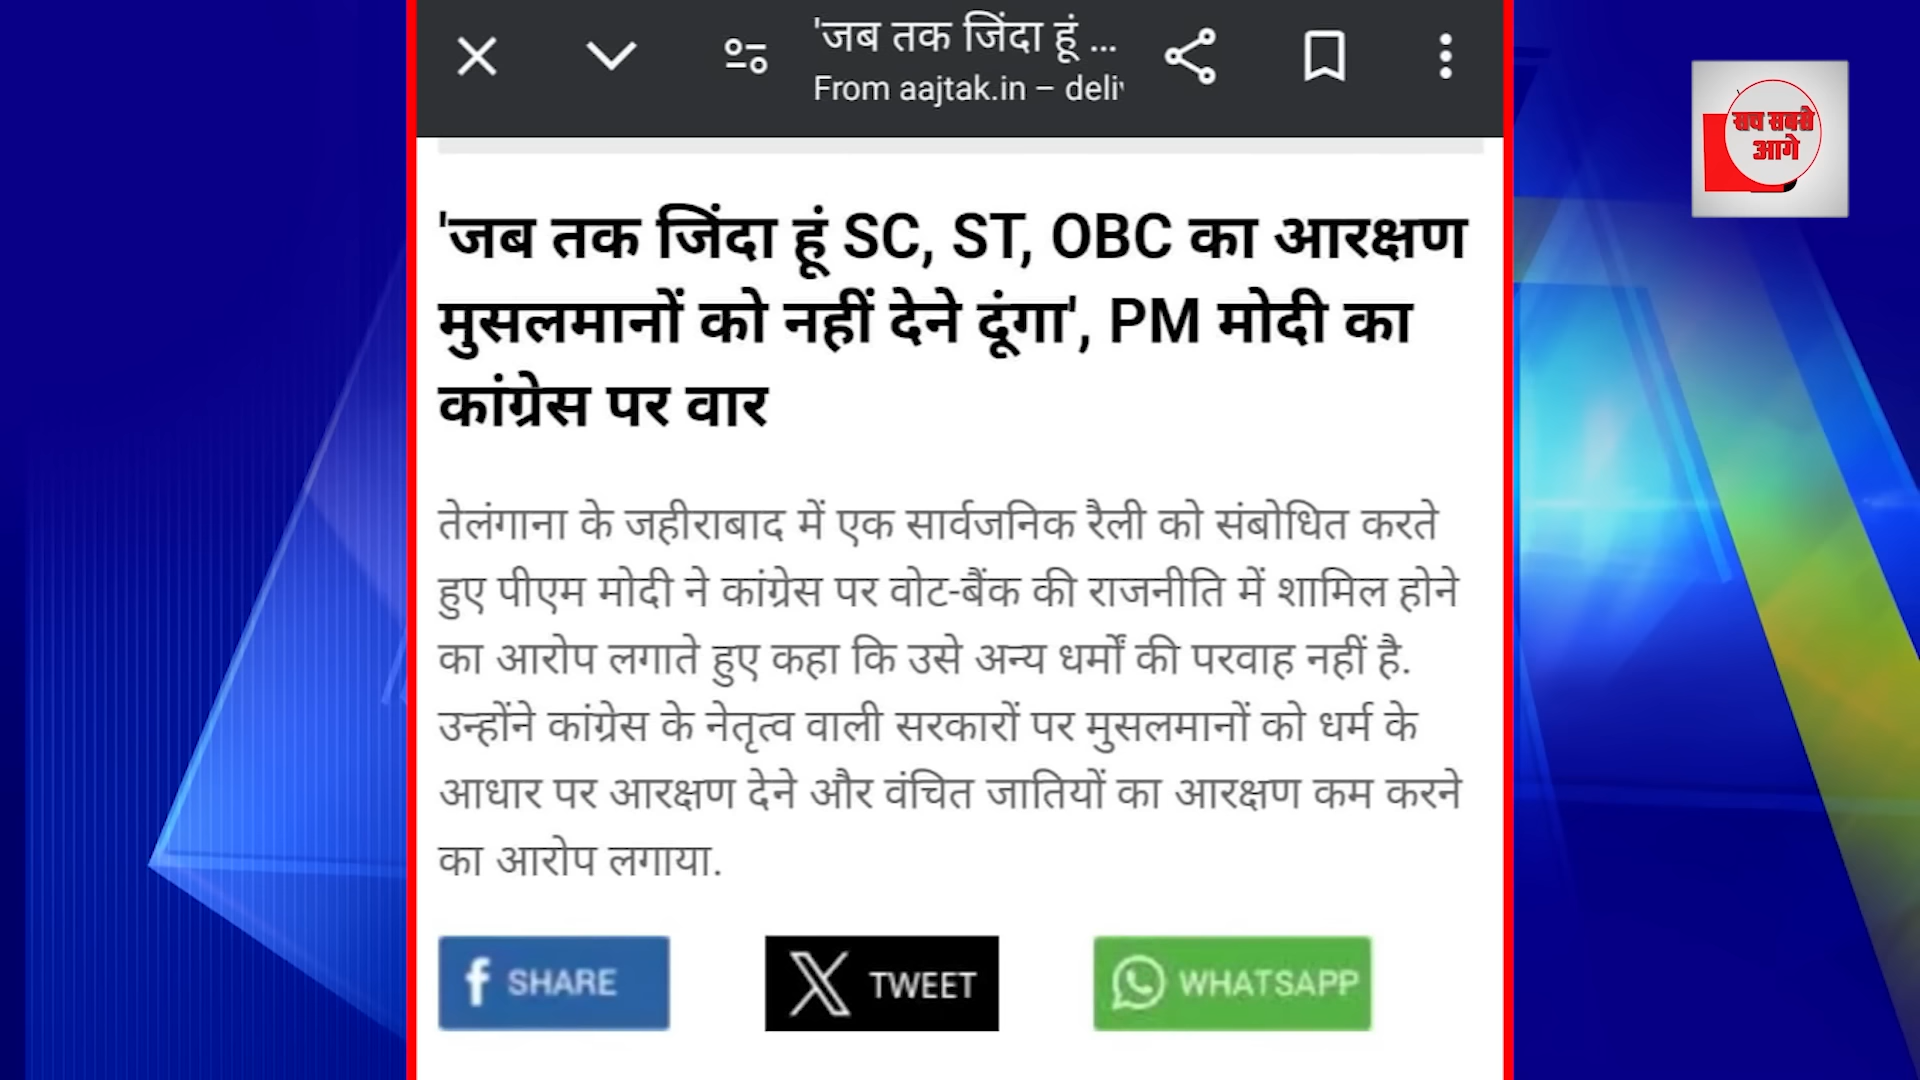 'जब तक जिंदा हूं ...
From aajtak.in – deli
सच सबसे
आगे
'जब तक जिंदा हूं SC, ST, OBC का आरक्षण
मुसलमानों को नहीं देने दूंगा', PM मोदी का
कांग्रेस पर वार
तेलंगाना के जहीराबाद में एक सार्वजनिक रैली को संबोधित करते
हुए पीएम मोदी ने कांग्रेस पर वोट-बैंक की राजनीति में शामिल होने
का आरोप लगाते हुए कहा कि उसे अन्य धर्मों की परवाह नहीं है.
उन्होंने कांग्रेस के नेतृत्व वाली सरकारों पर मुसलमानों को धर्म के
आधार पर आरक्षण देने और वंचित जातियों का आरक्षण कम करने
का आरोप लगाया.
f SHARE
X TWEET
WHATSAPP